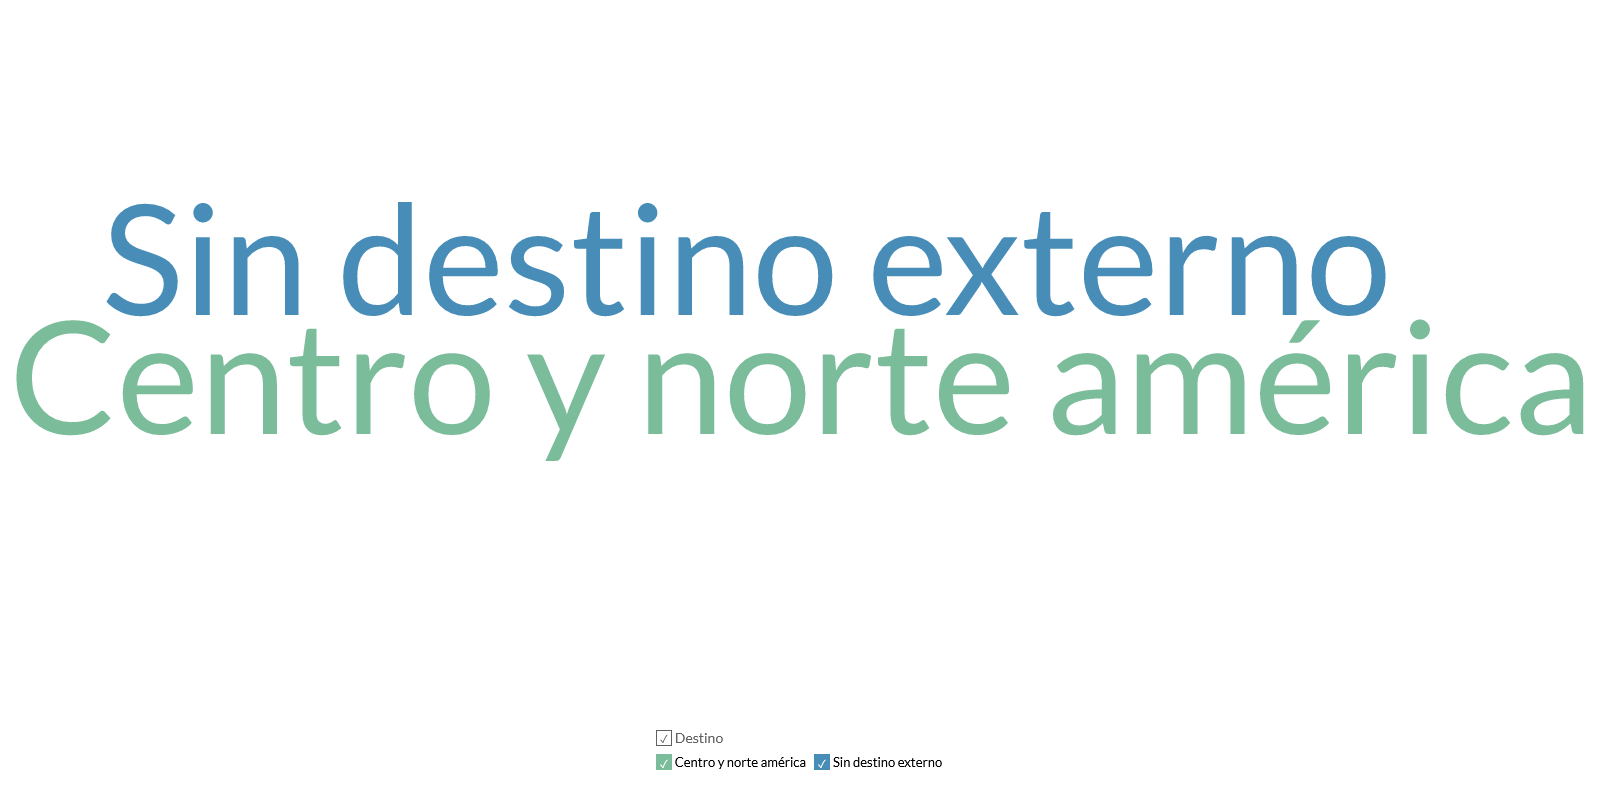 Sin destino externo
Centro y norte américa
Destino
Centro y norte américa Sin destino externo